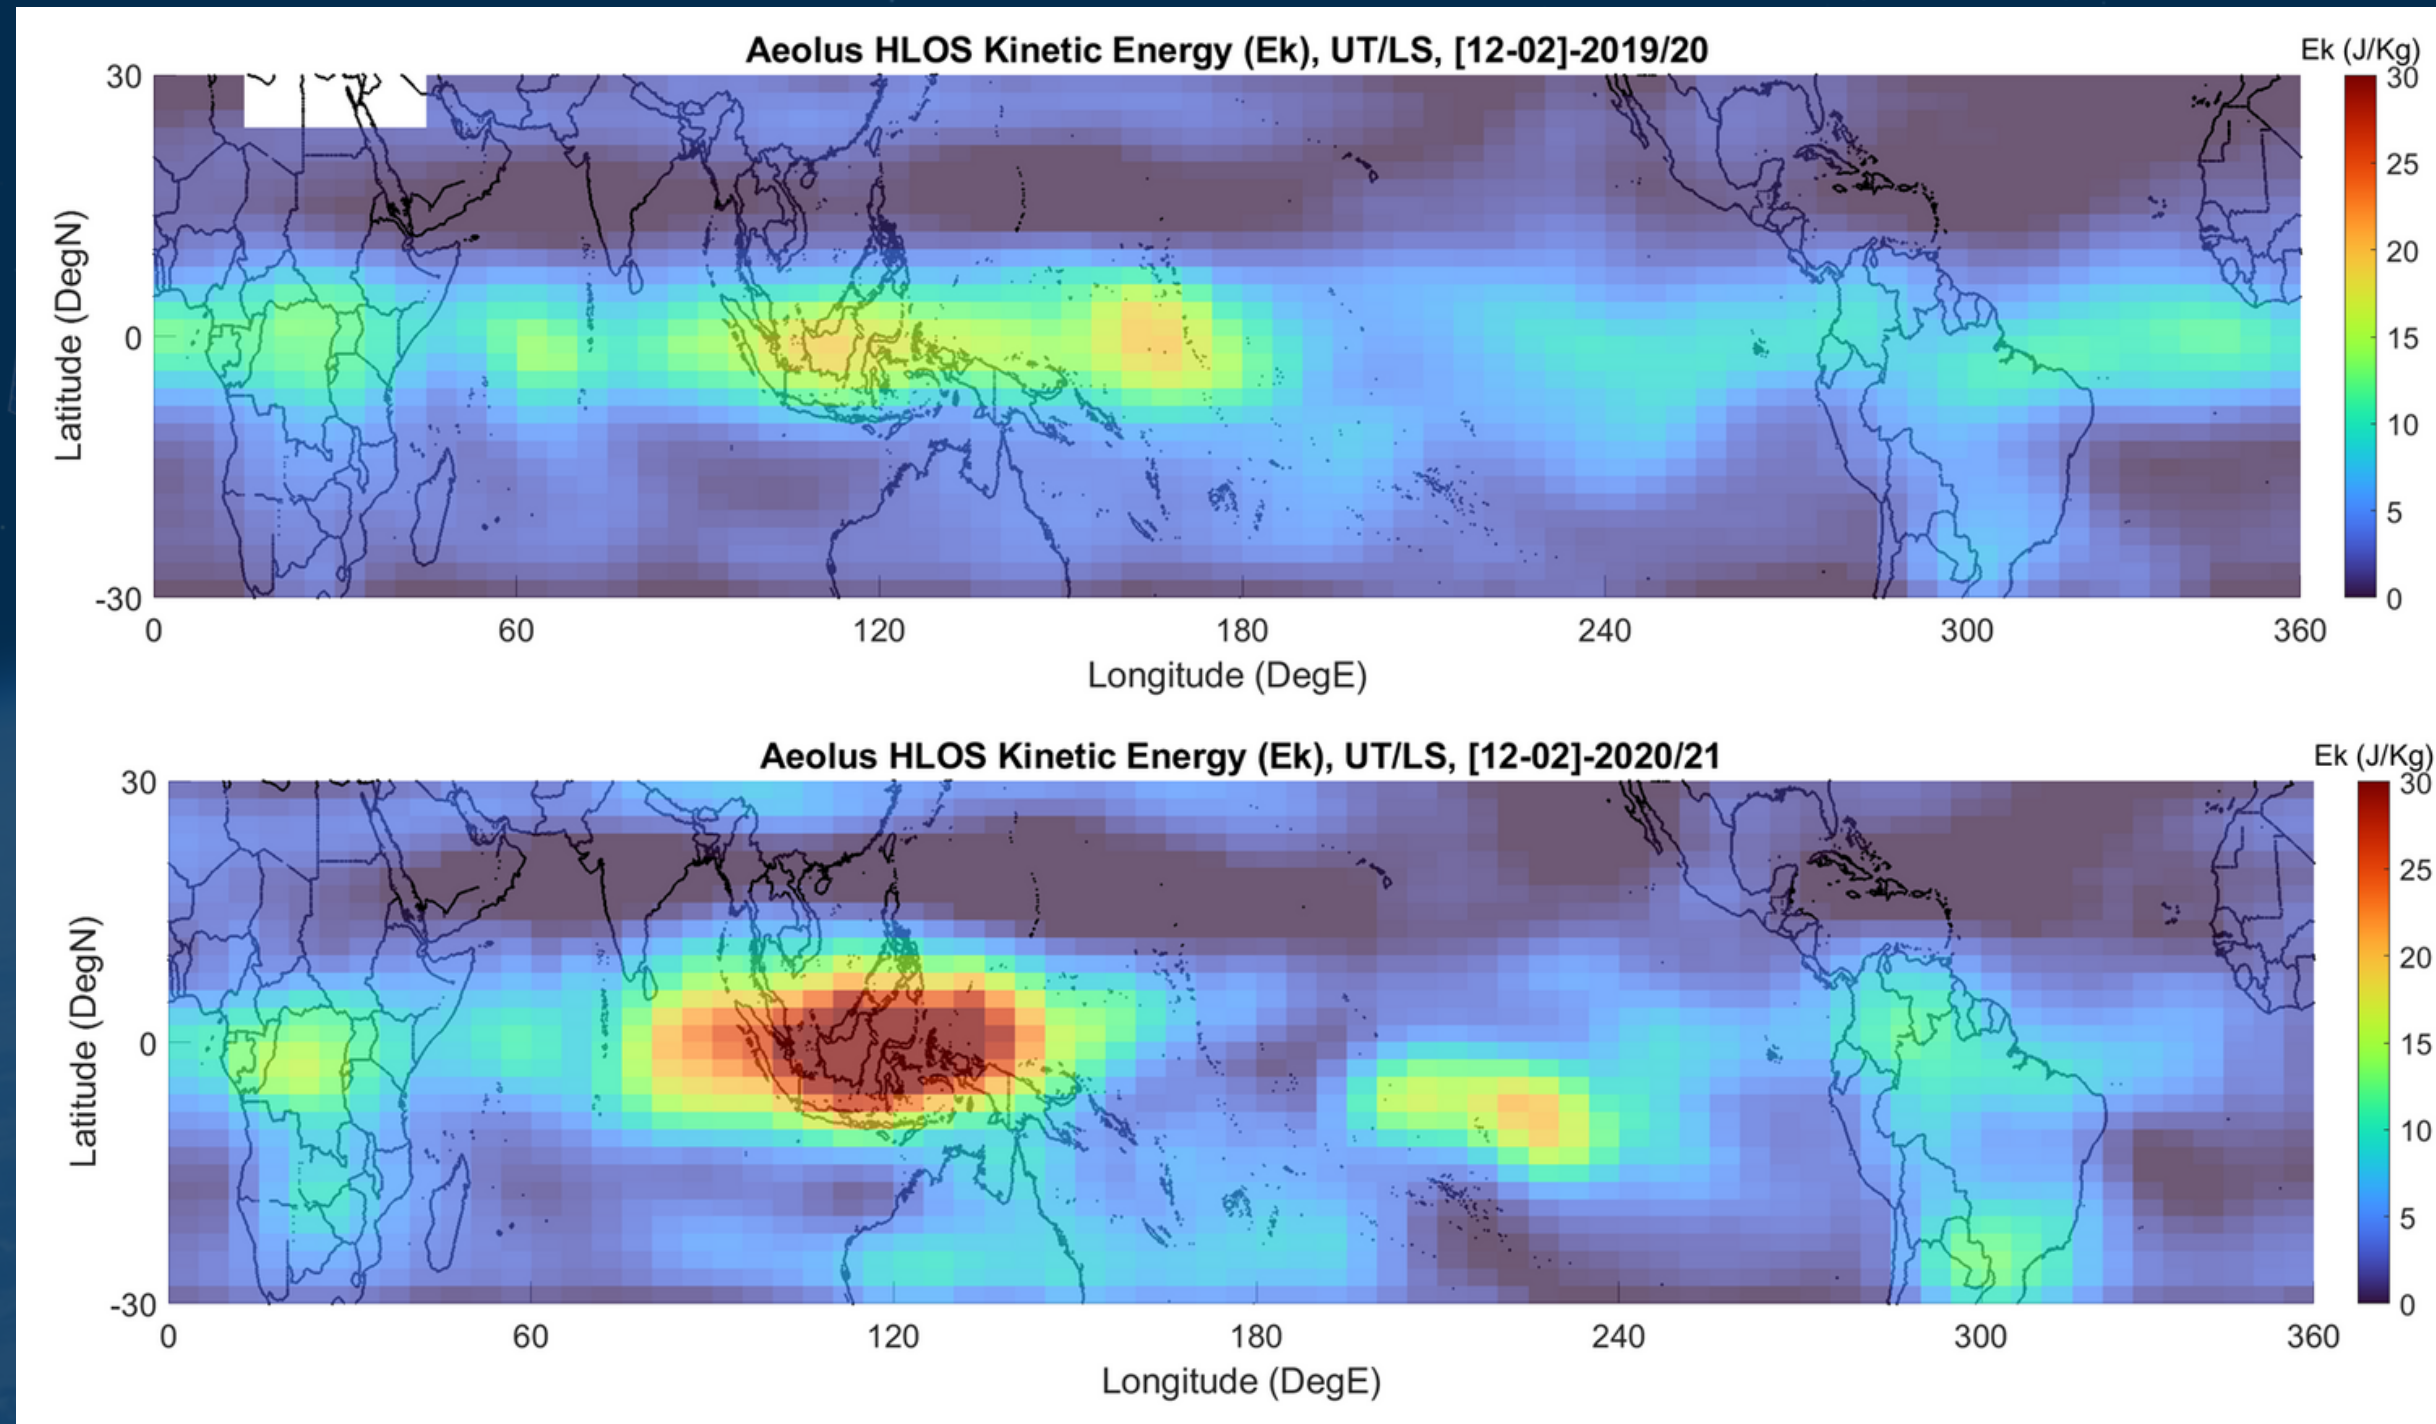 Aeolus HLOS Kinetic Energy (Ek), UT/LS, [12-02]-2019/20
Ek (J/Kg)
30
0
-30
Latitude (DegN)
0 60 120 180 240 300 360
Longitude (DegE)
30
25
20
15
10
5
0
Aeolus HLOS Kinetic Energy (Ek), UT/LS, [12-02]-2020/21
Ek (J/Kg)
30
0
-30
Latitude (DegN)
0 60 120 180 240 300 360
Longitude (DegE)
30
25
20
15
10
5
0